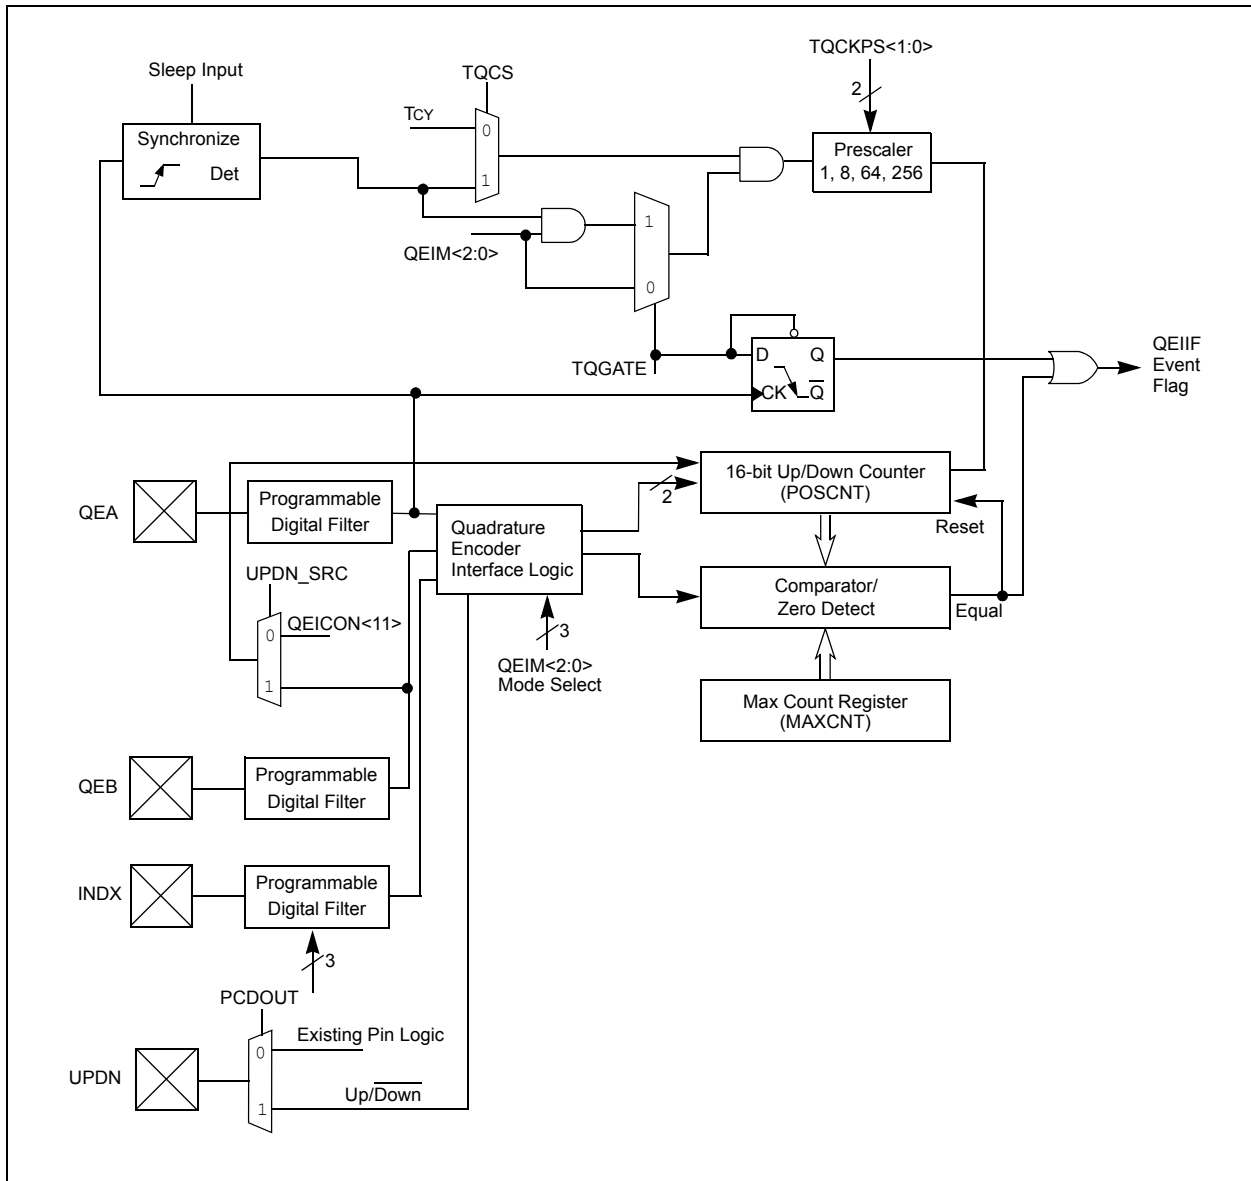 TQCKPS<1:0>
Sleep Input
TQCS
2
TCY
0
Synchronize
Det
1
Prescaler
1, 8, 64, 256
1
QEIM<2:0>
0
TQGATE
D Q
CK Q
QEIIF
Event
Flag
QEA
Programmable
Digital Filter
Quadrature
Encoder
Interface Logic
2
16-bit Up/Down Counter
(POSCNT)
Reset
UPDN_SRC
0
QEICON<11>
1
3
QEIM<2:0>
Mode Select
Comparator/
Zero Detect
Equal
Max Count Register
(MAXCNT)
QEB
Programmable
Digital Filter
INDX
Programmable
Digital Filter
3
PCDOUT
0
Existing Pin Logic
UPDN
Up/Down
1